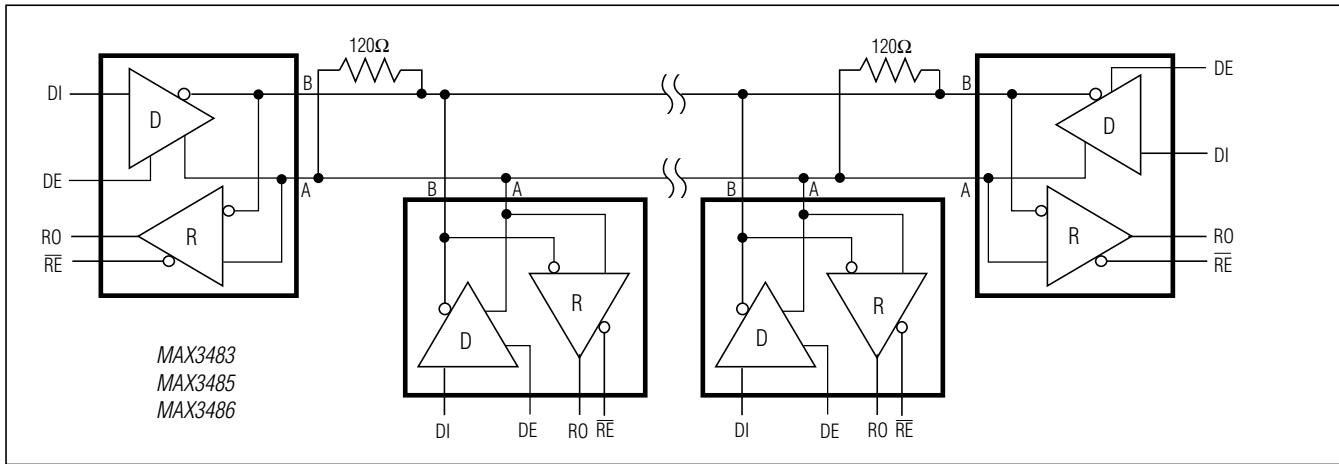 120Ω
120Ω
B
B
DE
DI
D
D
DI
DE
A
B
A
B
A
A
RO
R
R
RO
RE
RE
R
R
D
D
MAX3483
MAX3485
MAX3486
DI
DE
RO
RE
DI
DE
RO
RE